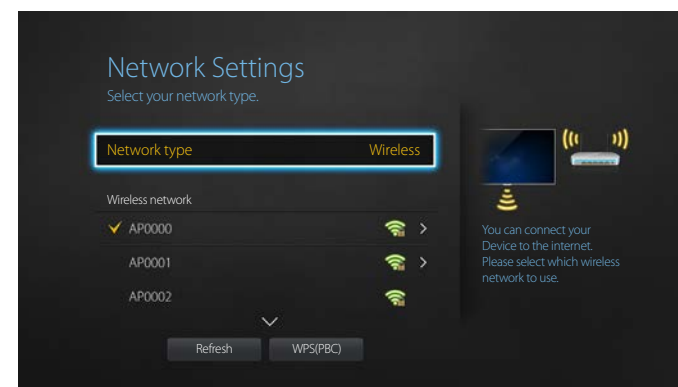 Network Settings
Select your network type.
Network type Wireless
Wireless network
AP0000
AP0001
AP0002
Refresh WPS(PBC)
You can connect your
Device to the internet.
Please select which wireless
network to use.